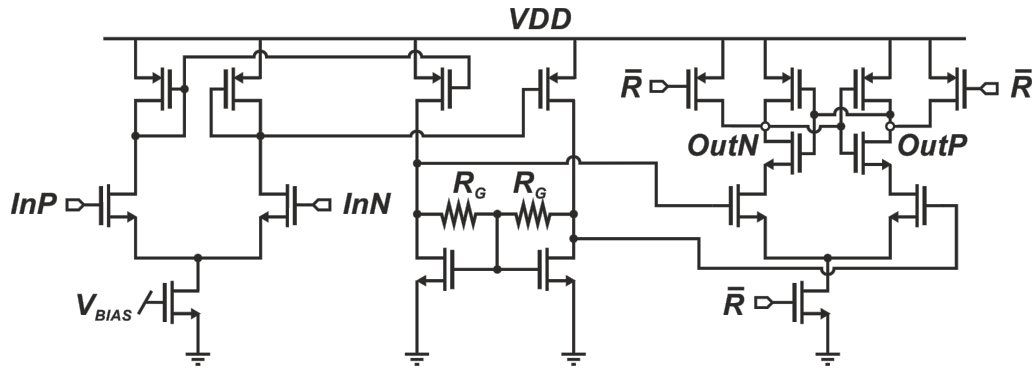 VDD
R̅
R̅
OutN
OutP
InP
InN
R_G
R_G
V_BIAS
R̅